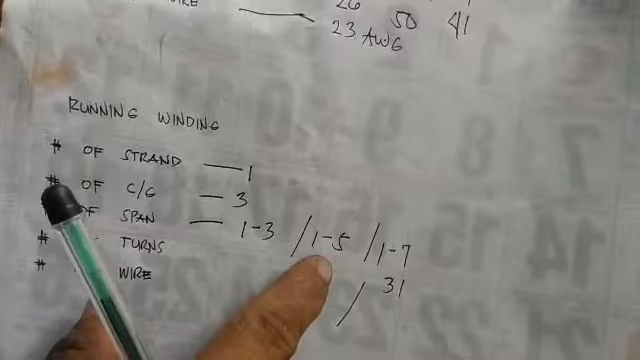 26 50 41
23 AWG
RUNNING WINDING
# OF STRAND — 1
# OF C/G — 3
OF SPAN — 1-3 /1-5 /1-7
# TURNS / 31
# WIRE